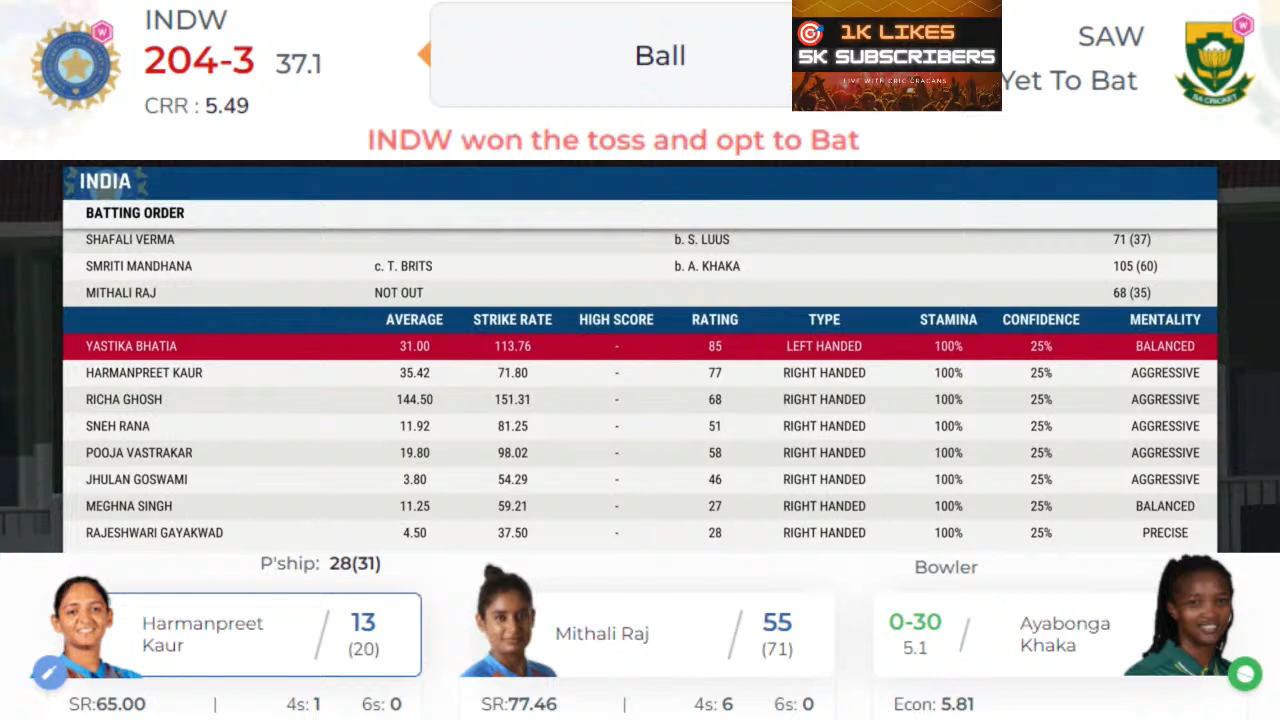 INDW
204-3 37.1
CRR : 5.49
Ball
1K LIKES
5K SUBSCRIBERS
LIVE WITH CRIC CRACANS
SAW
Yet To Bat
INDW won the toss and opt to Bat
INDIA
BATTING ORDER
SHAFALI VERMA b. S. LUUS 71 (37)
SMRITI MANDHANA c. T. BRITS b. A. KHAKA 105 (60)
MITHALI RAJ NOT OUT 68 (35)
AVERAGE STRIKE RATE HIGH SCORE RATING TYPE STAMINA CONFIDENCE MENTALITY
YASTIKA BHATIA 31.00 113.76 - 85 LEFT HANDED 100% 25% BALANCED
HARMANPREET KAUR 35.42 71.80 - 77 RIGHT HANDED 100% 25% AGGRESSIVE
RICHA GHOSH 144.50 151.31 - 68 RIGHT HANDED 100% 25% AGGRESSIVE
SNEH RANA 11.92 81.25 - 51 RIGHT HANDED 100% 25% AGGRESSIVE
POOJA VASTRAKAR 19.80 98.02 - 58 RIGHT HANDED 100% 25% AGGRESSIVE
JHULAN GOSWAMI 3.80 54.29 - 46 RIGHT HANDED 100% 25% AGGRESSIVE
MEGHNA SINGH 11.25 59.21 - 27 RIGHT HANDED 100% 25% BALANCED
RAJESHWARI GAYAKWAD 4.50 37.50 - 28 RIGHT HANDED 100% 25% PRECISE
P'ship: 28(31)
Bowler
Harmanpreet Kaur / 13 (20)
Mithali Raj / 55 (71)
0-30 5.1 / Ayabonga Khaka
SR:65.00 | 4s: 1 6s: 0
SR:77.46 | 4s: 6 6s: 0
Econ: 5.81